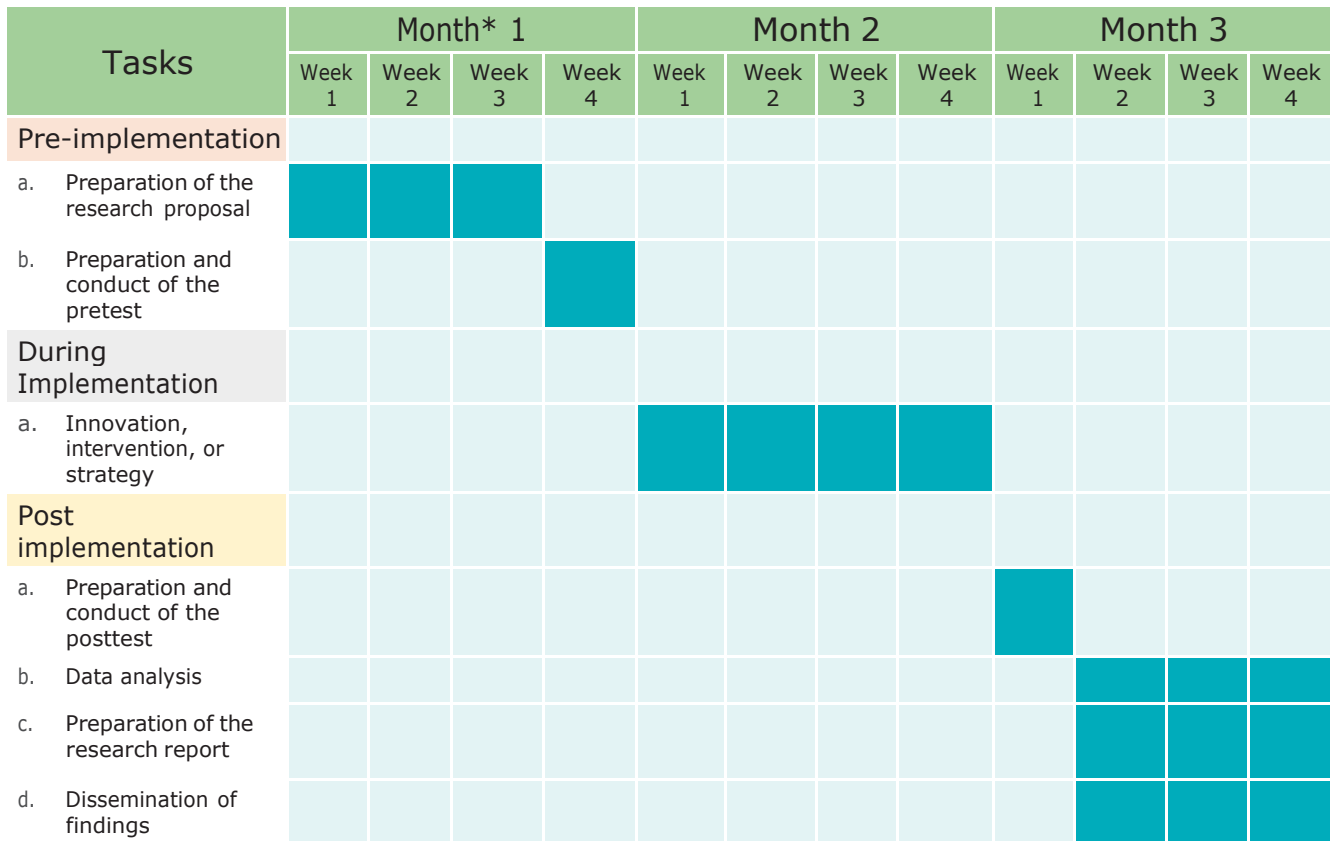 Tasks
Month* 1
Month 2
Month 3
Week
1
Week
2
Week
3
Week
4
Week
1
Week
2
Week
3
Week
4
Week
1
Week
2
Week
3
Week
4
Pre-implementation
a. Preparation of the
research proposal
b. Preparation and
conduct of the
pretest
During
Implementation
a. Innovation,
intervention, or
strategy
Post
implementation
a. Preparation and
conduct of the
posttest
b. Data analysis
c. Preparation of the
research report
d. Dissemination of
findings